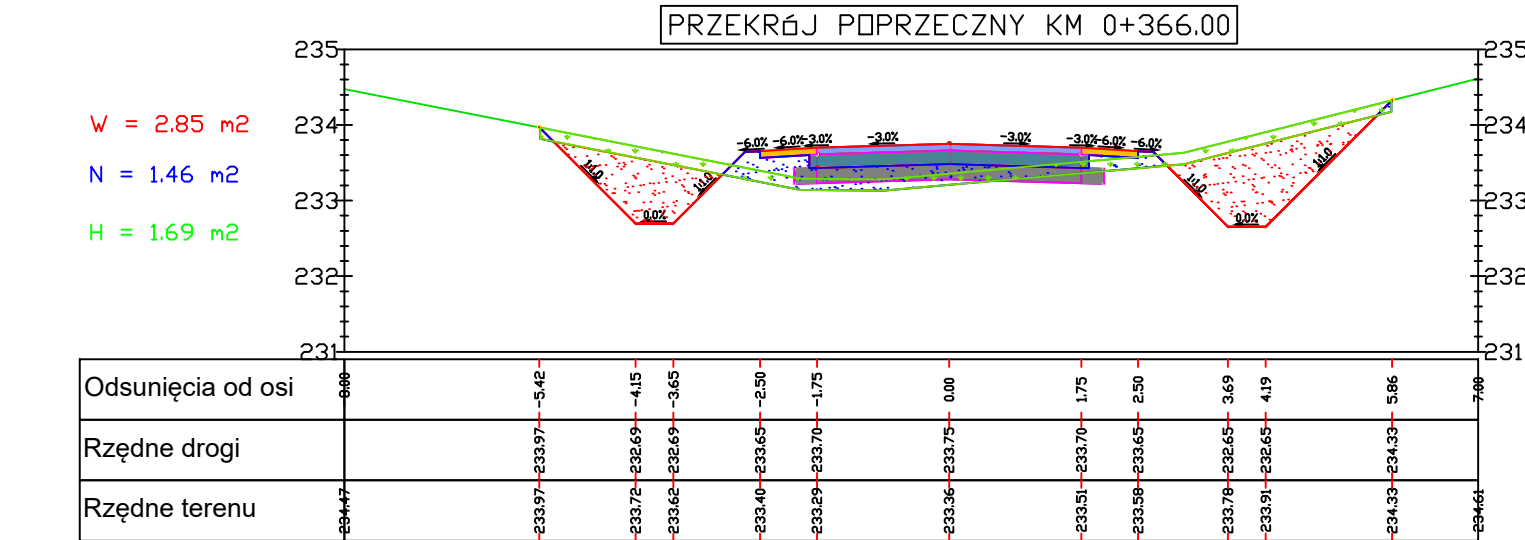 PRZEKRÓJ POPRZECZNY KM 0+366.00
235 235
W = 2.85 m2
234 234
N = 1.46 m2
233 233
H = 1.69 m2
232 232
231 231
-6.0% -6.0% -3.0% -3.0% -3.0% -3.0% -6.0% -6.0%
1:1.0 1:1.0 1:1.0 1:1.0
0.0% 0.0%
Odsunięcia od osi 8.00 -5.42 -4.15 -3.65 -2.50 -1.75 0.00 1.75 2.50 3.69 4.19 5.86 7.00
Rzędne drogi 233.97 232.69 232.69 233.65 233.70 233.75 233.70 233.65 232.65 232.65 234.33
Rzędne terenu 234.47 233.97 233.72 233.62 233.40 233.29 233.36 233.51 233.58 233.78 233.91 234.33 234.61